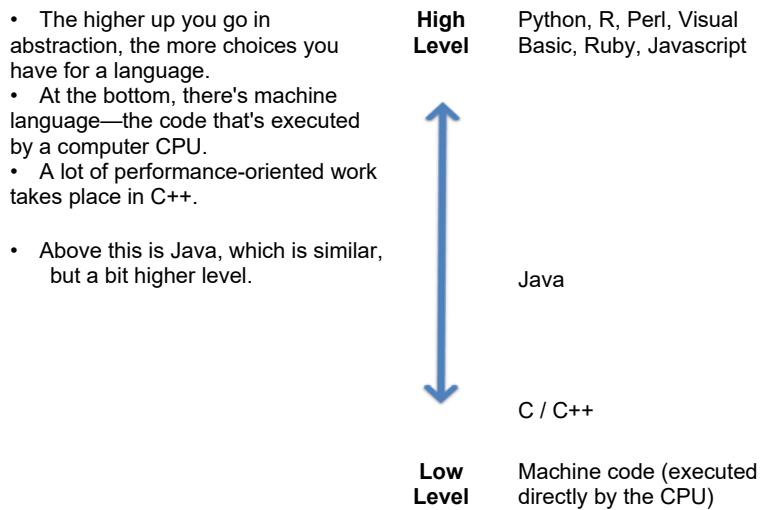 • The higher up you go in
abstraction, the more choices you
have for a language.
• At the bottom, there's machine
language—the code that's executed
by a computer CPU.
• A lot of performance-oriented work
takes place in C++.
• Above this is Java, which is similar,
but a bit higher level.
High
Level
Python, R, Perl, Visual
Basic, Ruby, Javascript
Java
C / C++
Low
Level
Machine code (executed
directly by the CPU)